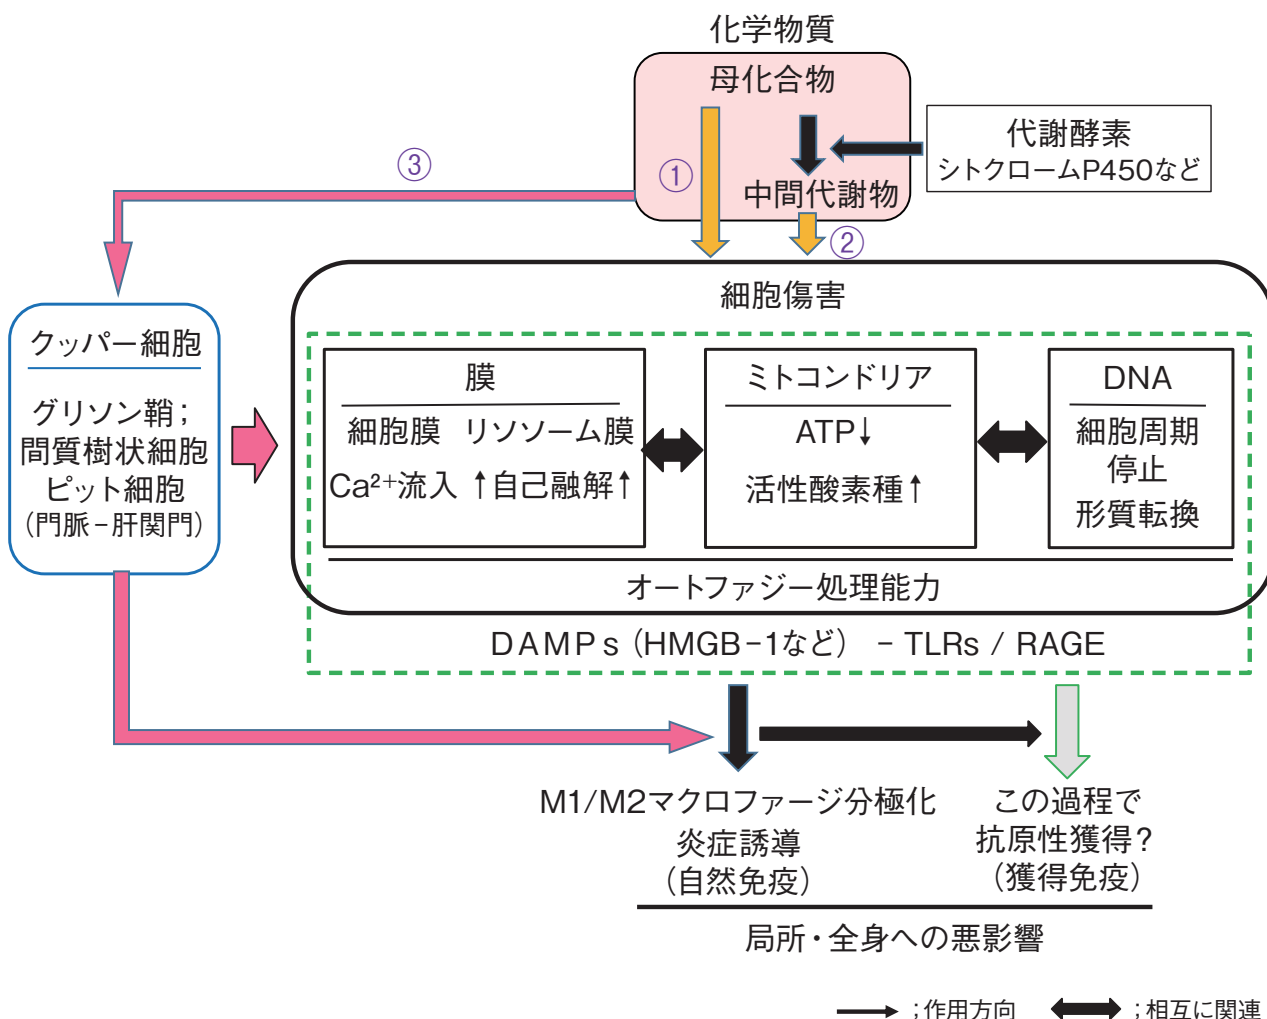 化学物質
母化合物
代謝酵素
シトクロームP450など
③
①
中間代謝物
②
細胞傷害
クッパー細胞
グリソン鞘；
間質樹状細胞
ピット細胞
（門脈−肝関門）
膜
細胞膜 リソソーム膜
Ca²⁺流入 ↑自己融解↑
ミトコンドリア
ATP↓
活性酸素種↑
DNA
細胞周期
停止
形質転換
オートファジー処理能力
DAMPs（HMGB−1など） − TLRs / RAGE
M1/M2マクロファージ分極化
炎症誘導
（自然免疫）
この過程で
抗原性獲得？
（獲得免疫）
局所・全身への悪影響
；作用方向 ；相互に関連